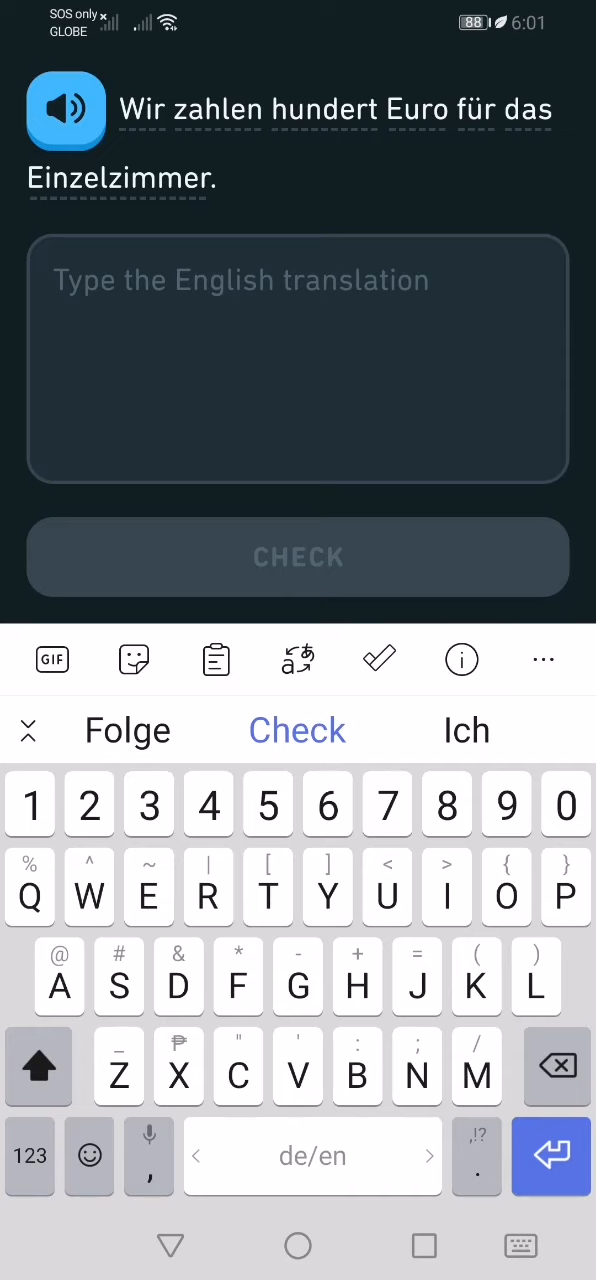 SOS only
GLOBE
88 6:01
Wir zahlen hundert Euro für das
Einzelzimmer.
Type the English translation
CHECK
GIF
Folge Check Ich
1 2 3 4 5 6 7 8 9 0
% ^ ~ | [ ] < > { }
Q W E R T Y U I O P
@ # & * - + = ( )
A S D F G H J K L
_ ₱ " ' : ; /
Z X C V B N M
123 , de/en ,!? .